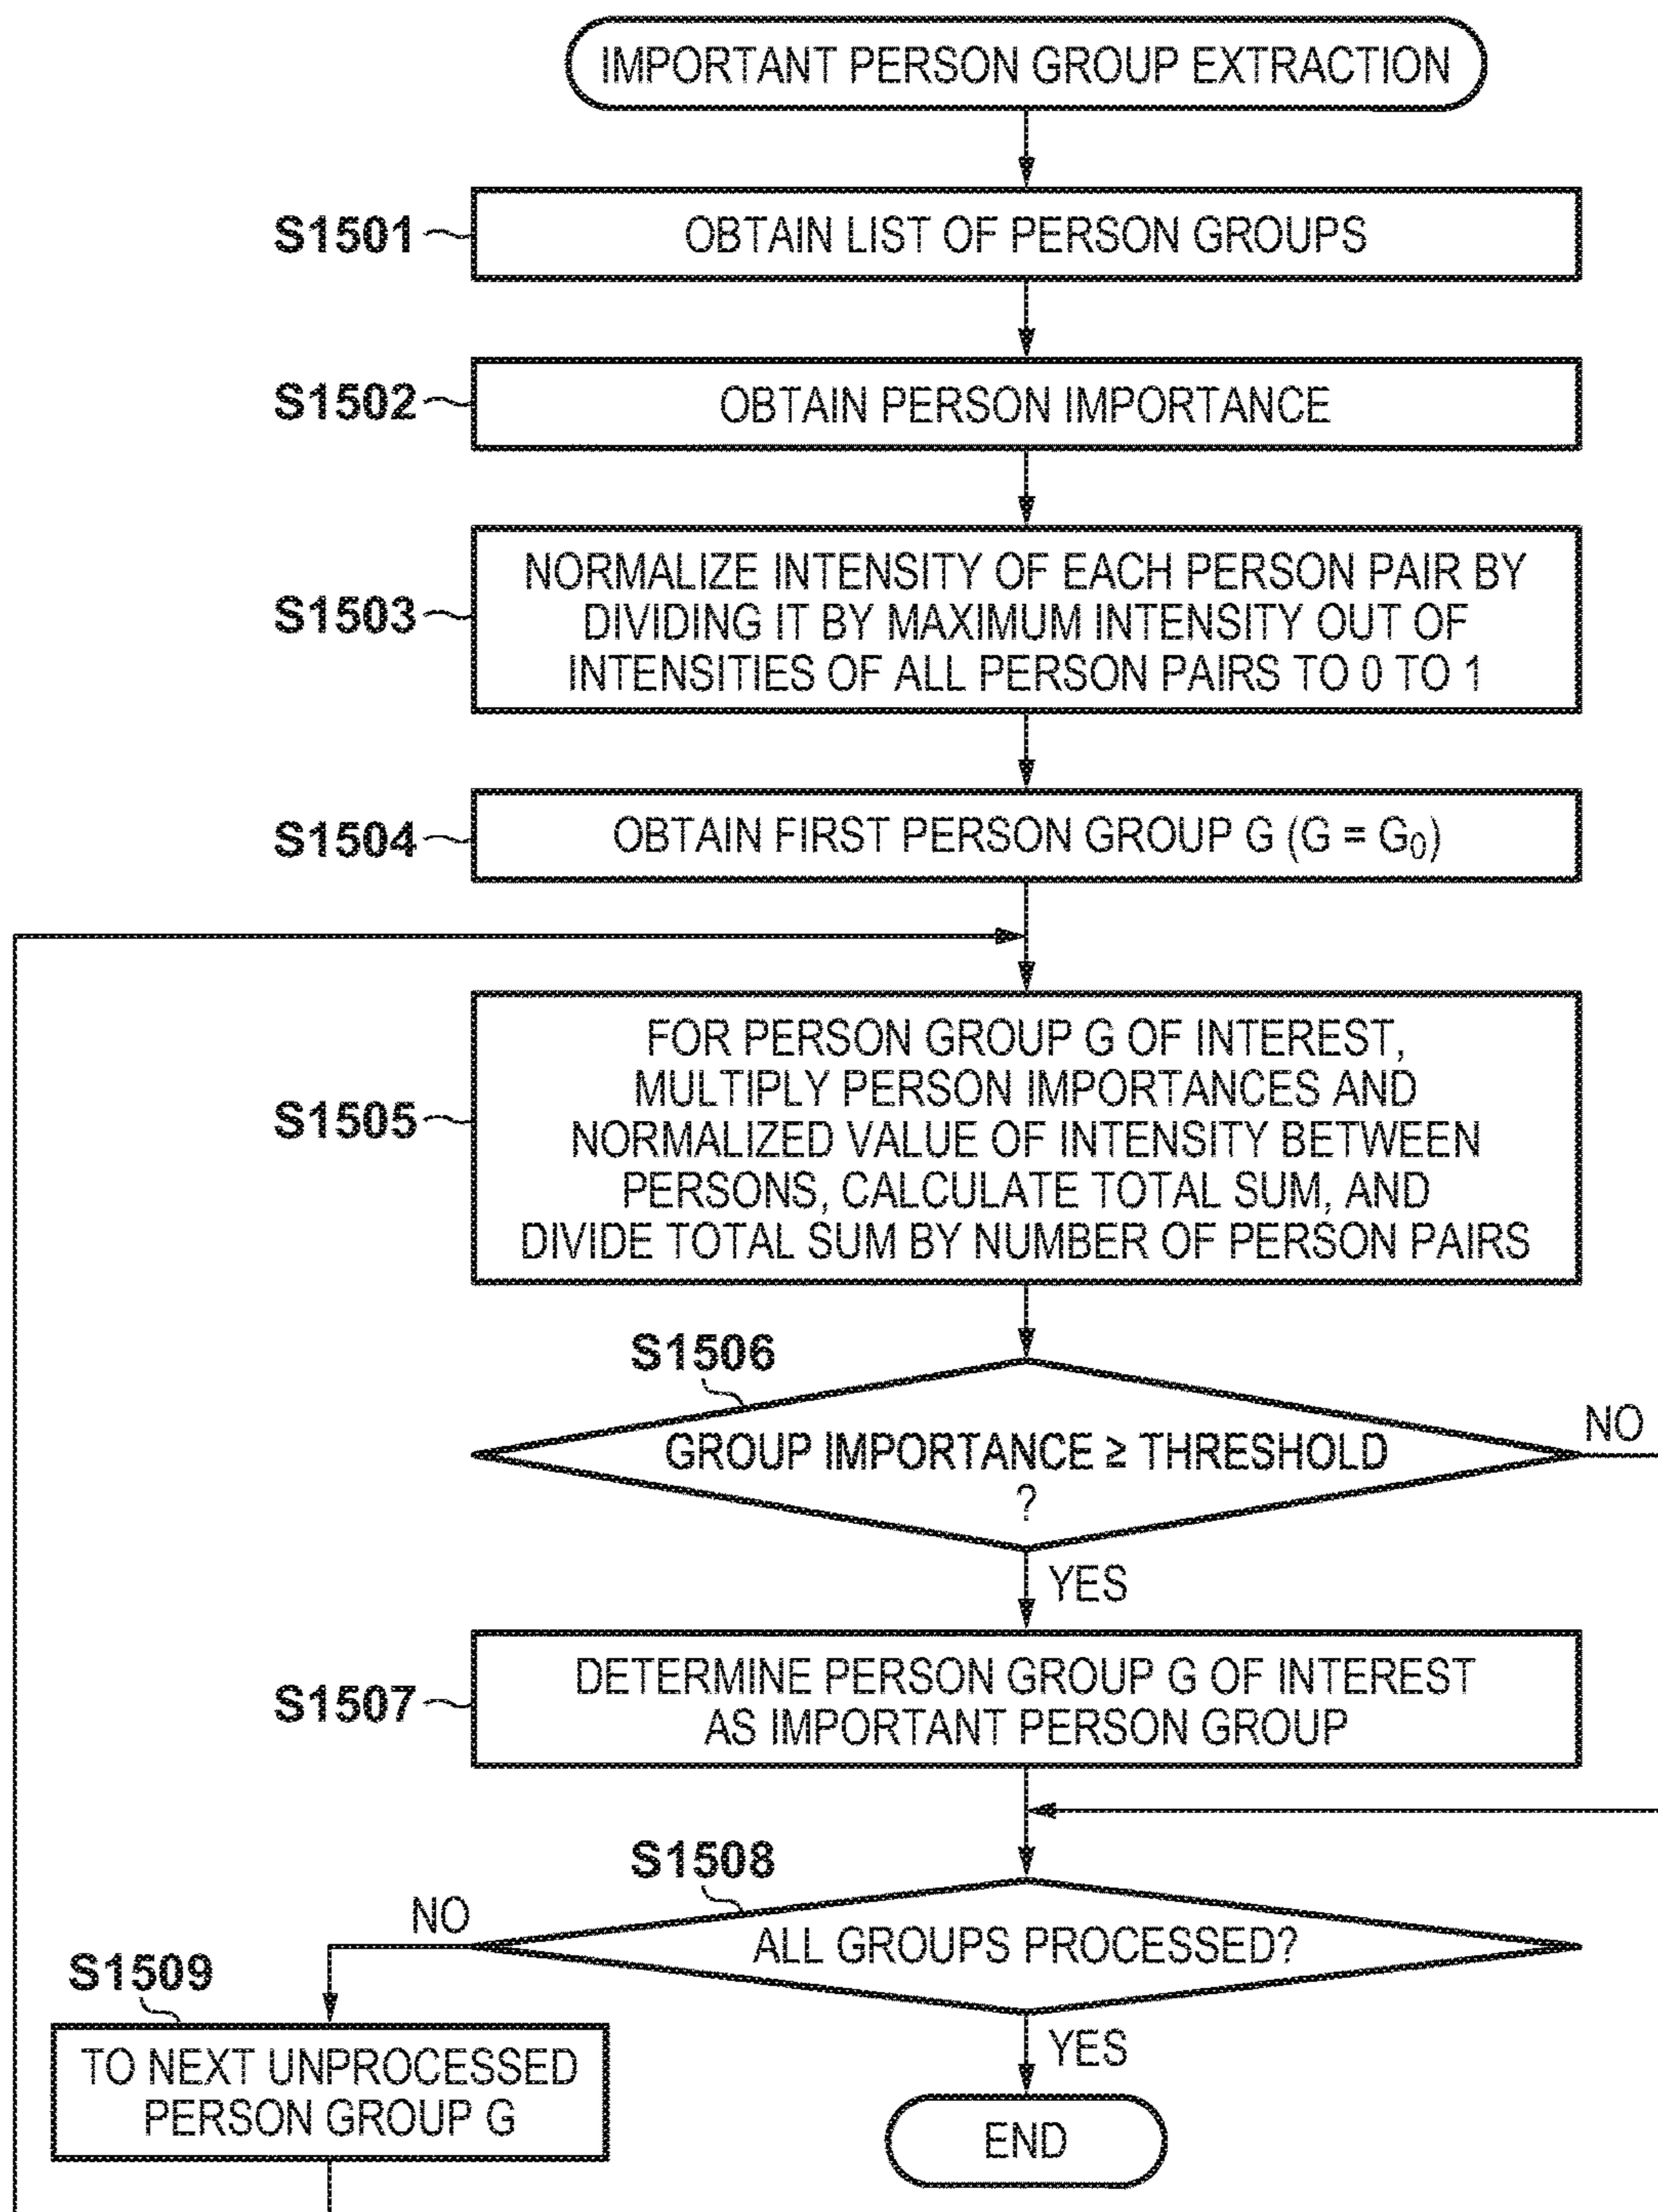 IMPORTANT PERSON GROUP EXTRACTION
S1501
OBTAIN LIST OF PERSON GROUPS
S1502
OBTAIN PERSON IMPORTANCE
S1503
NORMALIZE INTENSITY OF EACH PERSON PAIR BY
DIVIDING IT BY MAXIMUM INTENSITY OUT OF
INTENSITIES OF ALL PERSON PAIRS TO 0 TO 1
S1504
OBTAIN FIRST PERSON GROUP G (G = G₀)
S1505
FOR PERSON GROUP G OF INTEREST,
MULTIPLY PERSON IMPORTANCES AND
NORMALIZED VALUE OF INTENSITY BETWEEN
PERSONS, CALCULATE TOTAL SUM, AND
DIVIDE TOTAL SUM BY NUMBER OF PERSON PAIRS
S1506
GROUP IMPORTANCE ≥ THRESHOLD
?
NO
YES
S1507
DETERMINE PERSON GROUP G OF INTEREST
AS IMPORTANT PERSON GROUP
S1508
ALL GROUPS PROCESSED?
NO
YES
S1509
TO NEXT UNPROCESSED
PERSON GROUP G
END